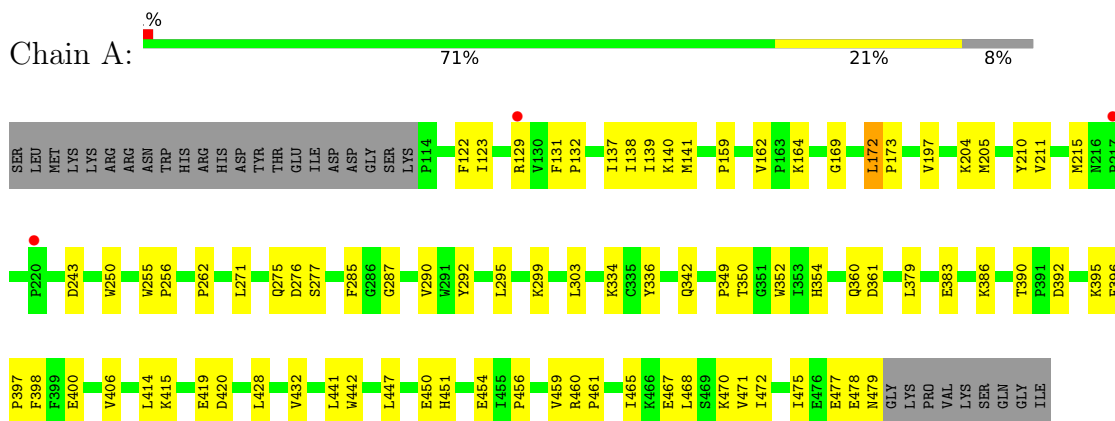 %
Chain A:
71% 21% 8%
SER LEU MET LYS LYS ARG ARG ASN TRP HIS ARG HIS ASP TYR THR GLU ILE ASP ASP GLY SER LYS P114 F122 I123 R129 V130 F131 P132 I137 I138 I139 K140 M141 P159 V162 P163 K164 G169 L172 P173 V197 K204 M205 Y210 V211 M215 N216
P220 D243 W250 W255 P256 P262 L271 Q275 D276 S277 F285 G286 G287 V290 W291 Y292 L295 K299 L303 K334 C335 Y336 Q342 P349 T350 G351 W352 I353 H354 Q360 D361 L379 E383 K386 T390 P391 D392 K395
P397 F398 F399 E400 V406 L414 K415 E419 D420 L428 V432 L441 W442 L447 E450 H451 E454 I455 P456 V459 R460 P461 I465 K466 E467 L468 S469 K470 V471 I472 I475 E476 E477 E478 N479 GLY LYS PRO VAL LYS SER GLN GLY ILE